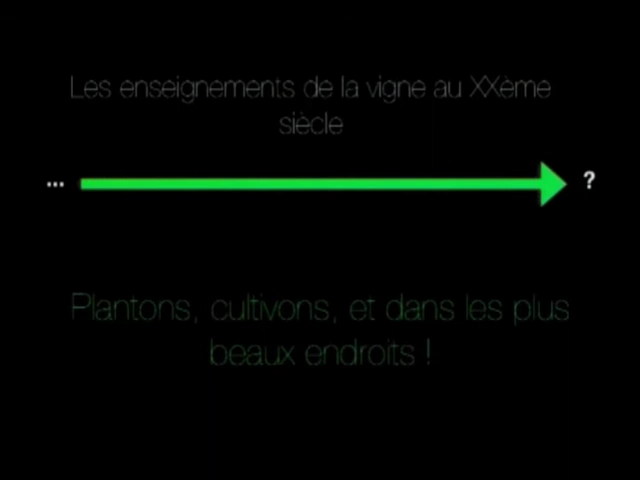 Les enseignements de la vigne au XXème
siècle
... ?
Plantons, cultivons, et dans les plus
beaux endroits !